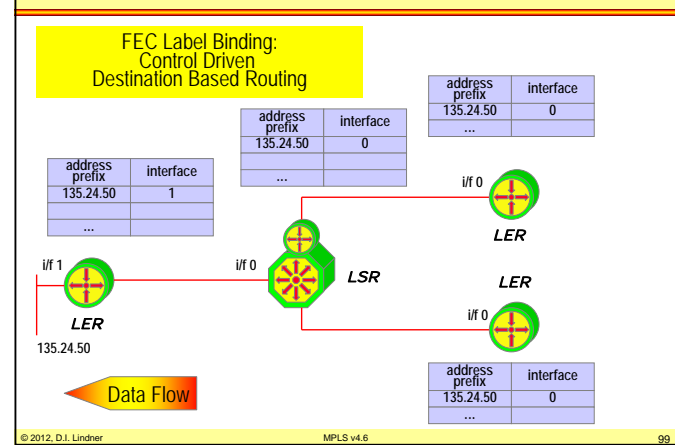 FEC Label Binding:
Control Driven
Destination Based Routing
address prefix interface
135.24.50 0
...
address prefix interface
135.24.50 0
...
address prefix interface
135.24.50 1
...
i/f 0
LER
i/f 1
i/f 0
LSR
LER
LER
i/f 0
135.24.50
address prefix interface
135.24.50 0
...
Data Flow
© 2012, D.I. Lindner MPLS v4.6 99